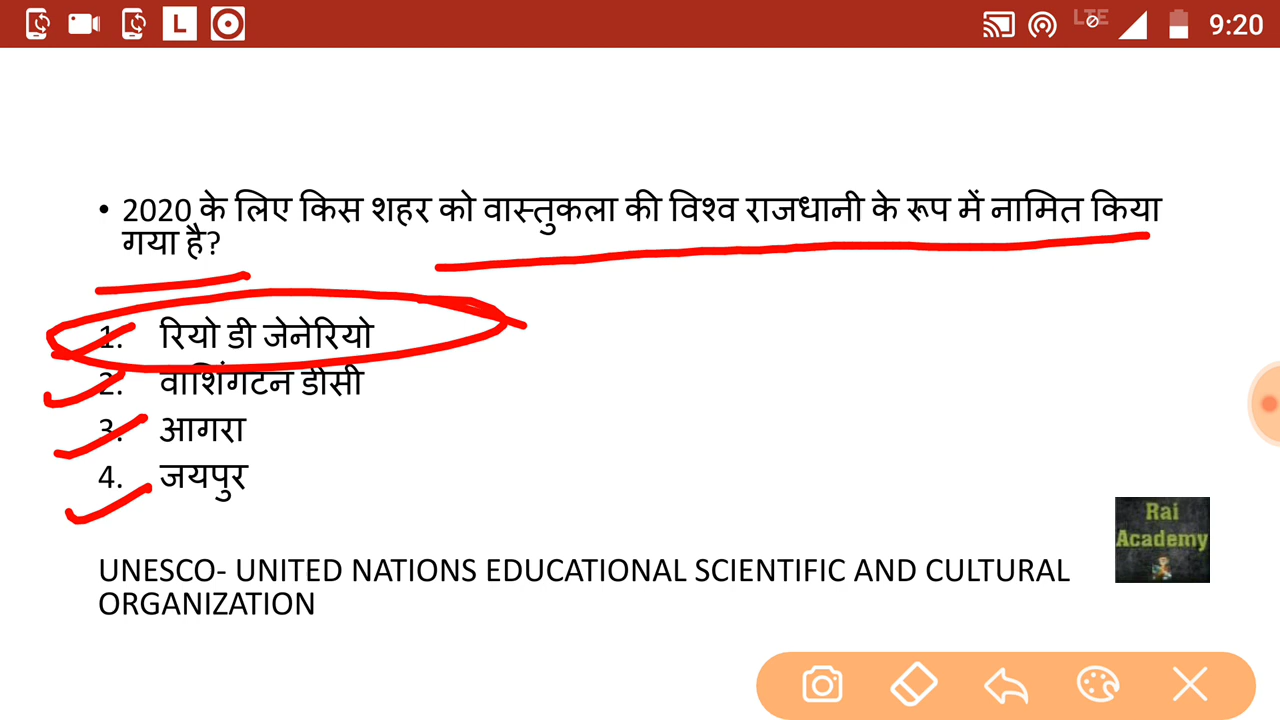 L
LTE
9:20
• 2020 के लिए किस शहर को वास्तुकला की विश्व राजधानी के रूप में नामित किया
गया है?
1. रियो डी जेनेरियो
2. वाशिंगटन डीसी
3. आगरा
4. जयपुर
Rai
Academy
UNESCO- UNITED NATIONS EDUCATIONAL SCIENTIFIC AND CULTURAL
ORGANIZATION